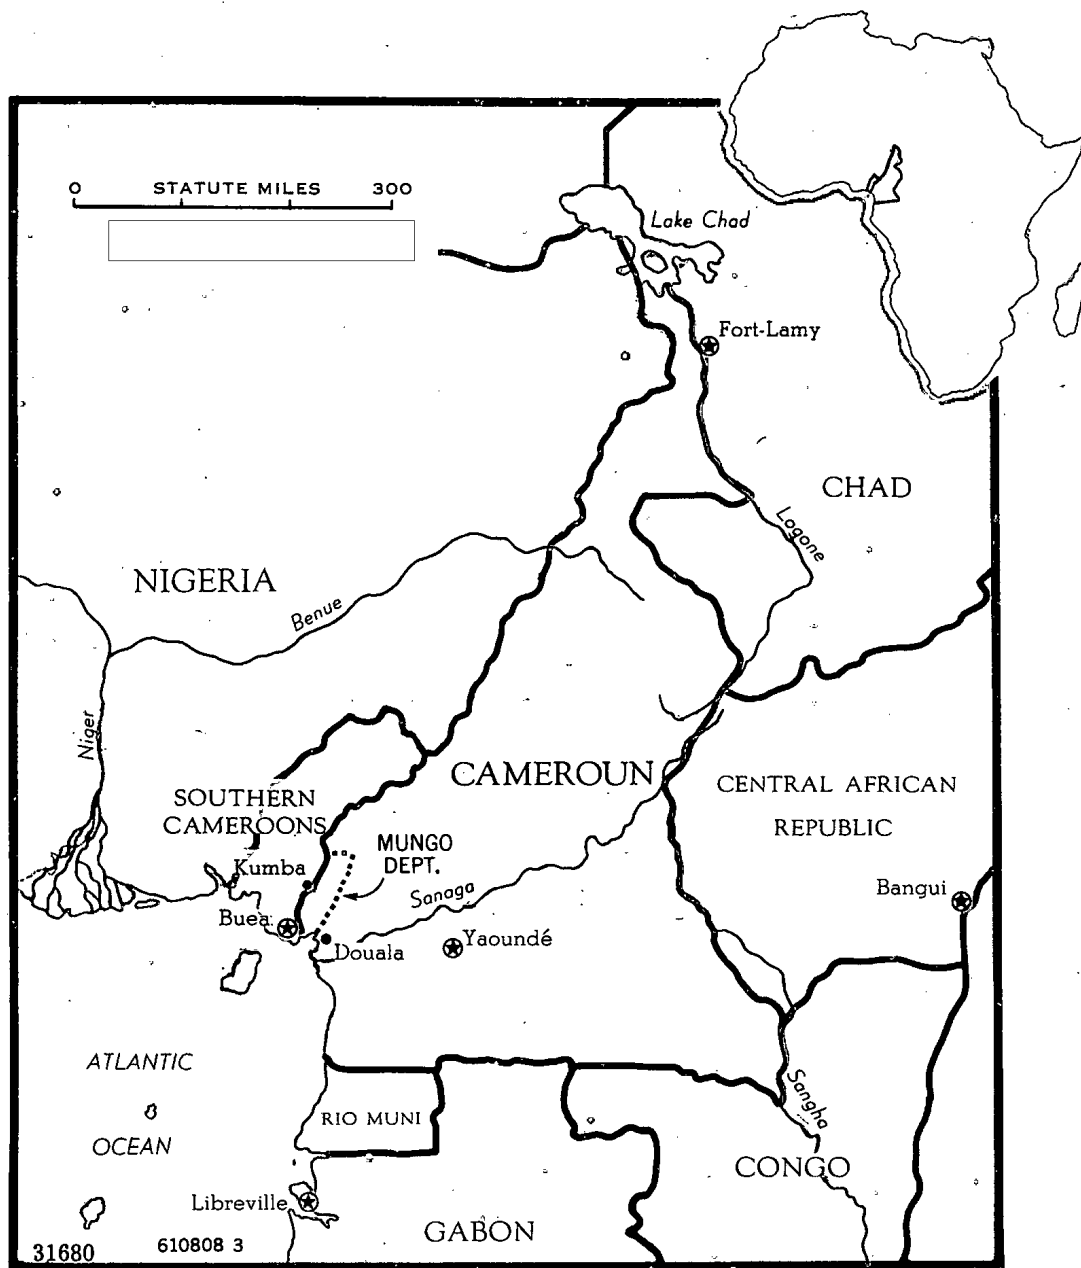 0 STATUTE MILES 300
Lake Chad
Fort-Lamy
CHAD
Logone
NIGERIA
Benue
Niger
CAMEROUN
SOUTHERN
CAMEROONS
CENTRAL AFRICAN
REPUBLIC
MUNGO
DEPT.
Kumba
Sanaga
Bangui
Buea
Douala
Yaoundé
ATLANTIC
OCEAN
RIO MUNI
Sangha
CONGO
Libreville
GABON
31680
610808 3